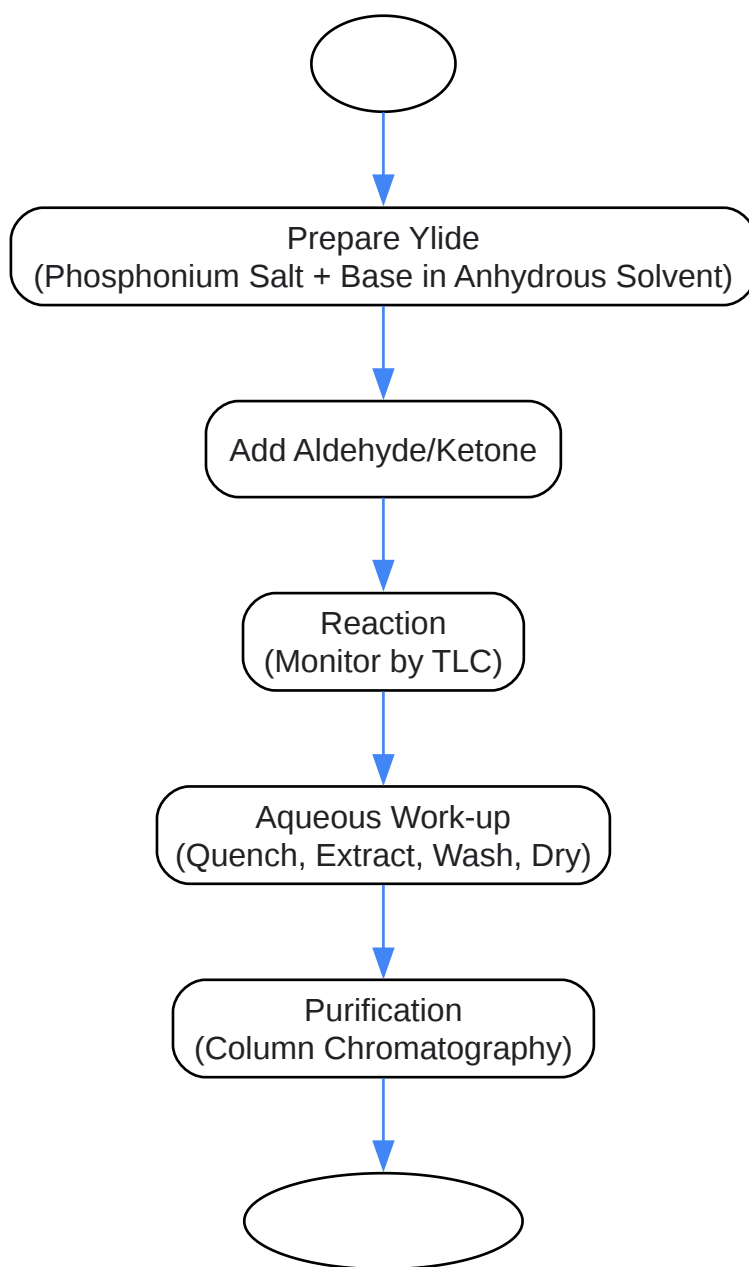 Prepare Ylide
(Phosphonium Salt + Base in Anhydrous Solvent)
Add Aldehyde/Ketone
Reaction
(Monitor by TLC)
Aqueous Work-up
(Quench, Extract, Wash, Dry)
Purification
(Column Chromatography)